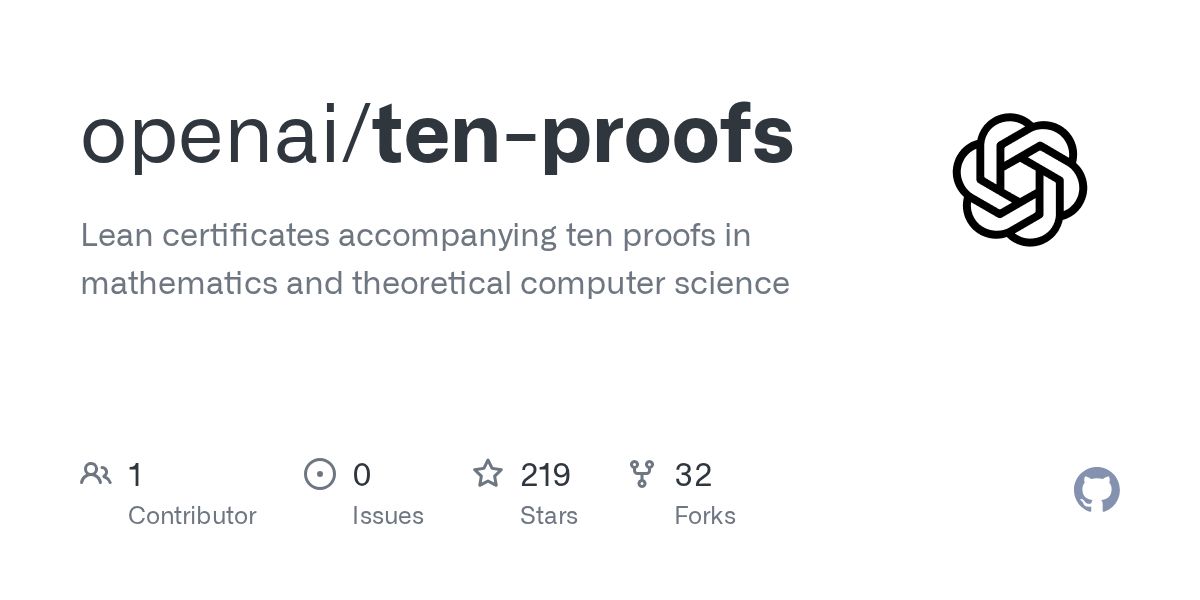 openai/ten-proofs
Lean certificates accompanying ten proofs in
mathematics and theoretical computer science
1
Contributor
0
Issues
219
Stars
32
Forks